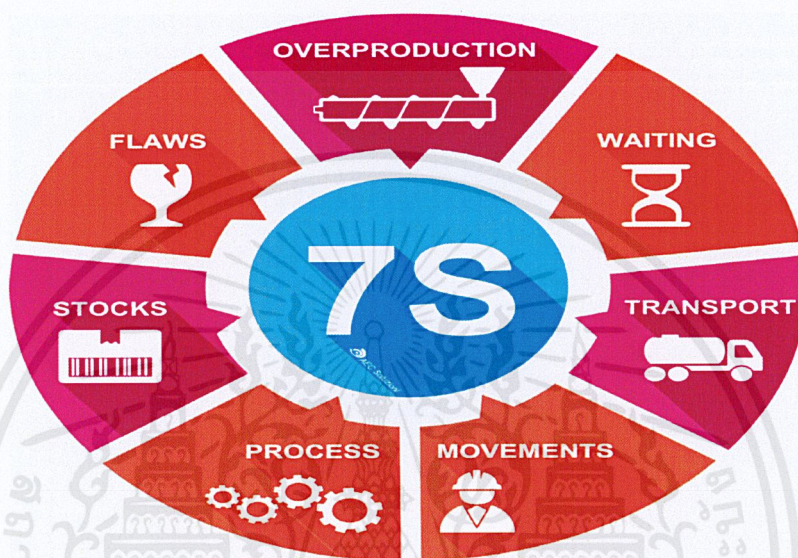 OVERPRODUCTION
FLAWS
WAITING
7S
STOCKS
TRANSPORT
PROCESS
MOVEMENTS